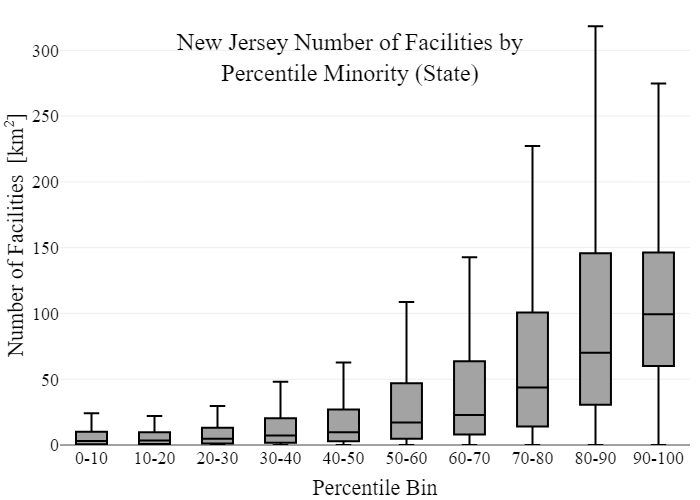 New Jersey Number of Facilities by
Percentile Minority (State)
Number of Facilities [km²]
300
250
200
150
100
50
0
0-10 10-20 20-30 30-40 40-50 50-60 60-70 70-80 80-90 90-100
Percentile Bin